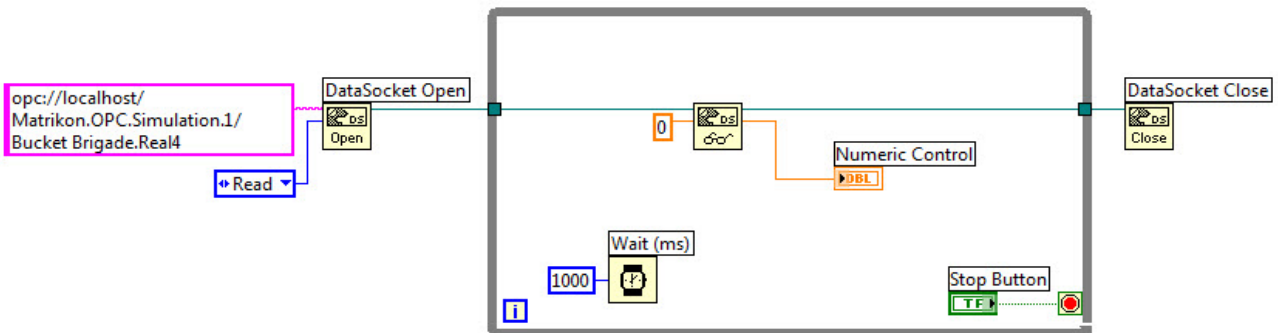 DataSocket Open
DataSocket Close
opc://localhost/
Matrikon.OPC.Simulation.1/
Bucket Brigade.Real4
DS
Open
DS
DS
Close
0
Numeric Control
DBL
Read
Wait (ms)
1000
Stop Button
TF
i